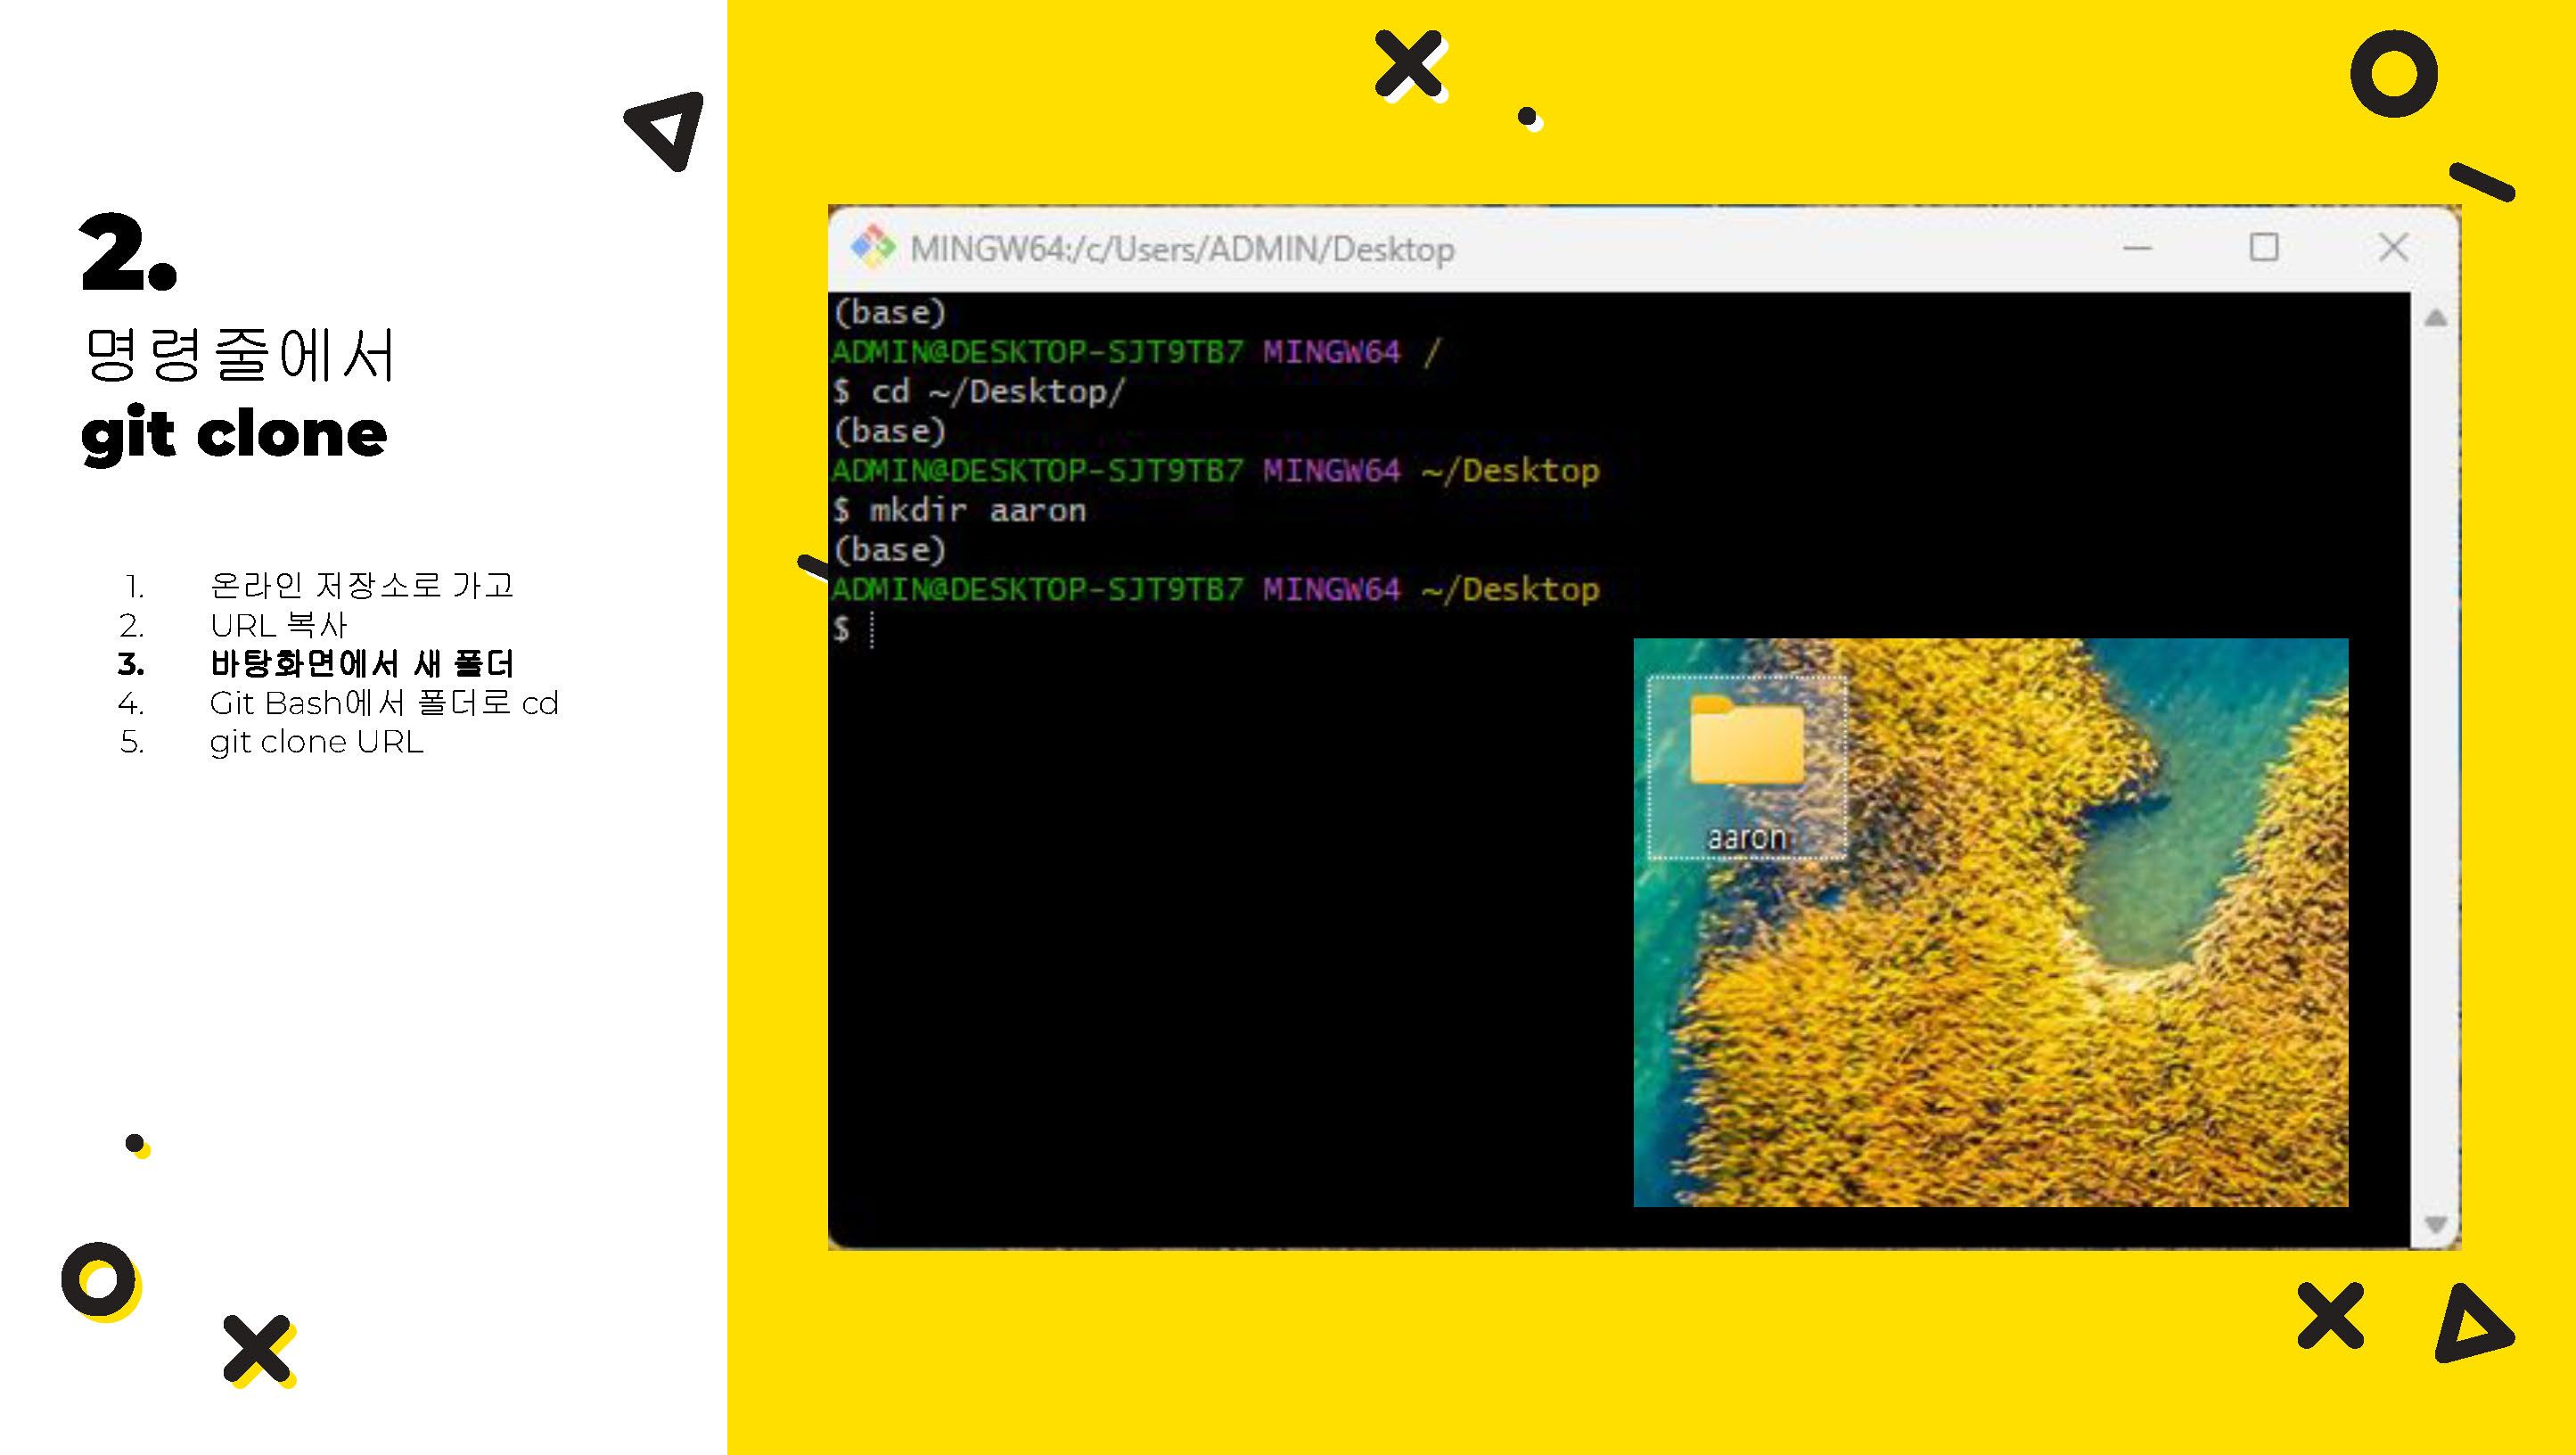 2.
명령줄에서
git clone
1. 온라인 저장소로 가고
2. URL 복사
3. 바탕화면에서 새 폴더
4. Git Bash에서 폴더로 cd
5. git clone URL
MINGW64:/c/Users/ADMIN/Desktop
(base)
ADMIN@DESKTOP-SJT9TB7 MINGW64 /
$ cd ~/Desktop/
(base)
ADMIN@DESKTOP-SJT9TB7 MINGW64 ~/Desktop
$ mkdir aaron
(base)
ADMIN@DESKTOP-SJT9TB7 MINGW64 ~/Desktop
$
aaron